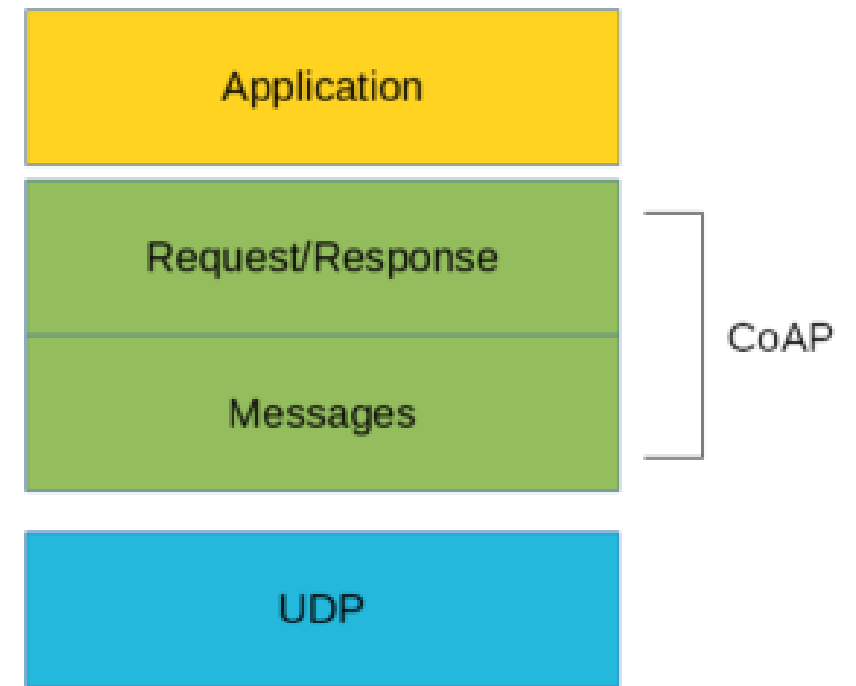 Application
Request/Response
CoAP
Messages
UDP